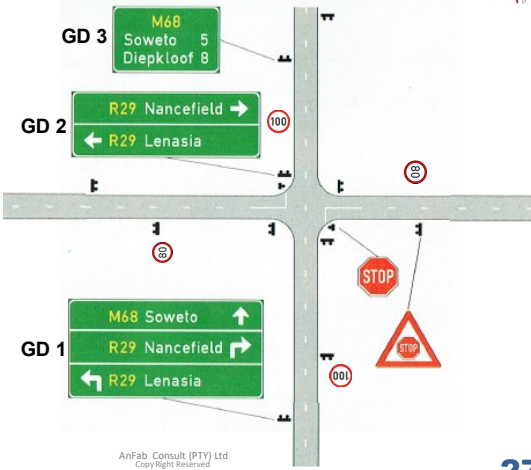 GD 3
M68
Soweto 5
Diepkloof 8
GD 2
R29 Nancefield
R29 Lenasia
100
80
80
STOP
STOP
GD 1
M68 Soweto
R29 Nancefield
R29 Lenasia
100
AnFab Consult (PTY) Ltd
Copy Right Reserved